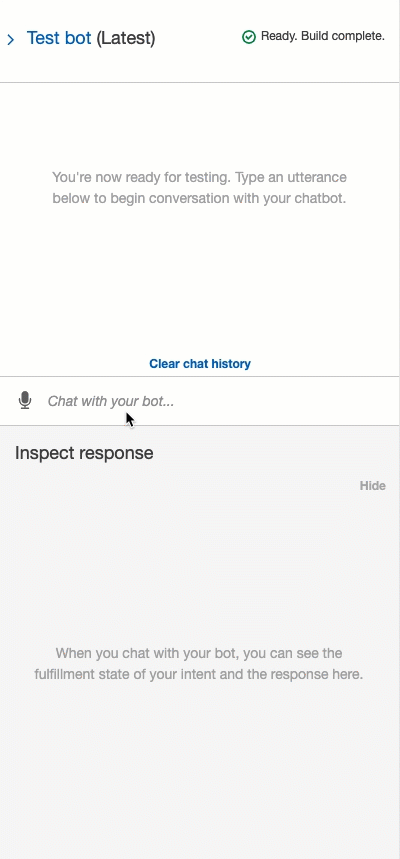 Test bot (Latest)
Ready. Build complete.
You're now ready for testing. Type an utterance
below to begin conversation with your chatbot.
Clear chat history
Chat with your bot...
Inspect response
Hide
When you chat with your bot, you can see the
fulfillment state of your intent and the response here.